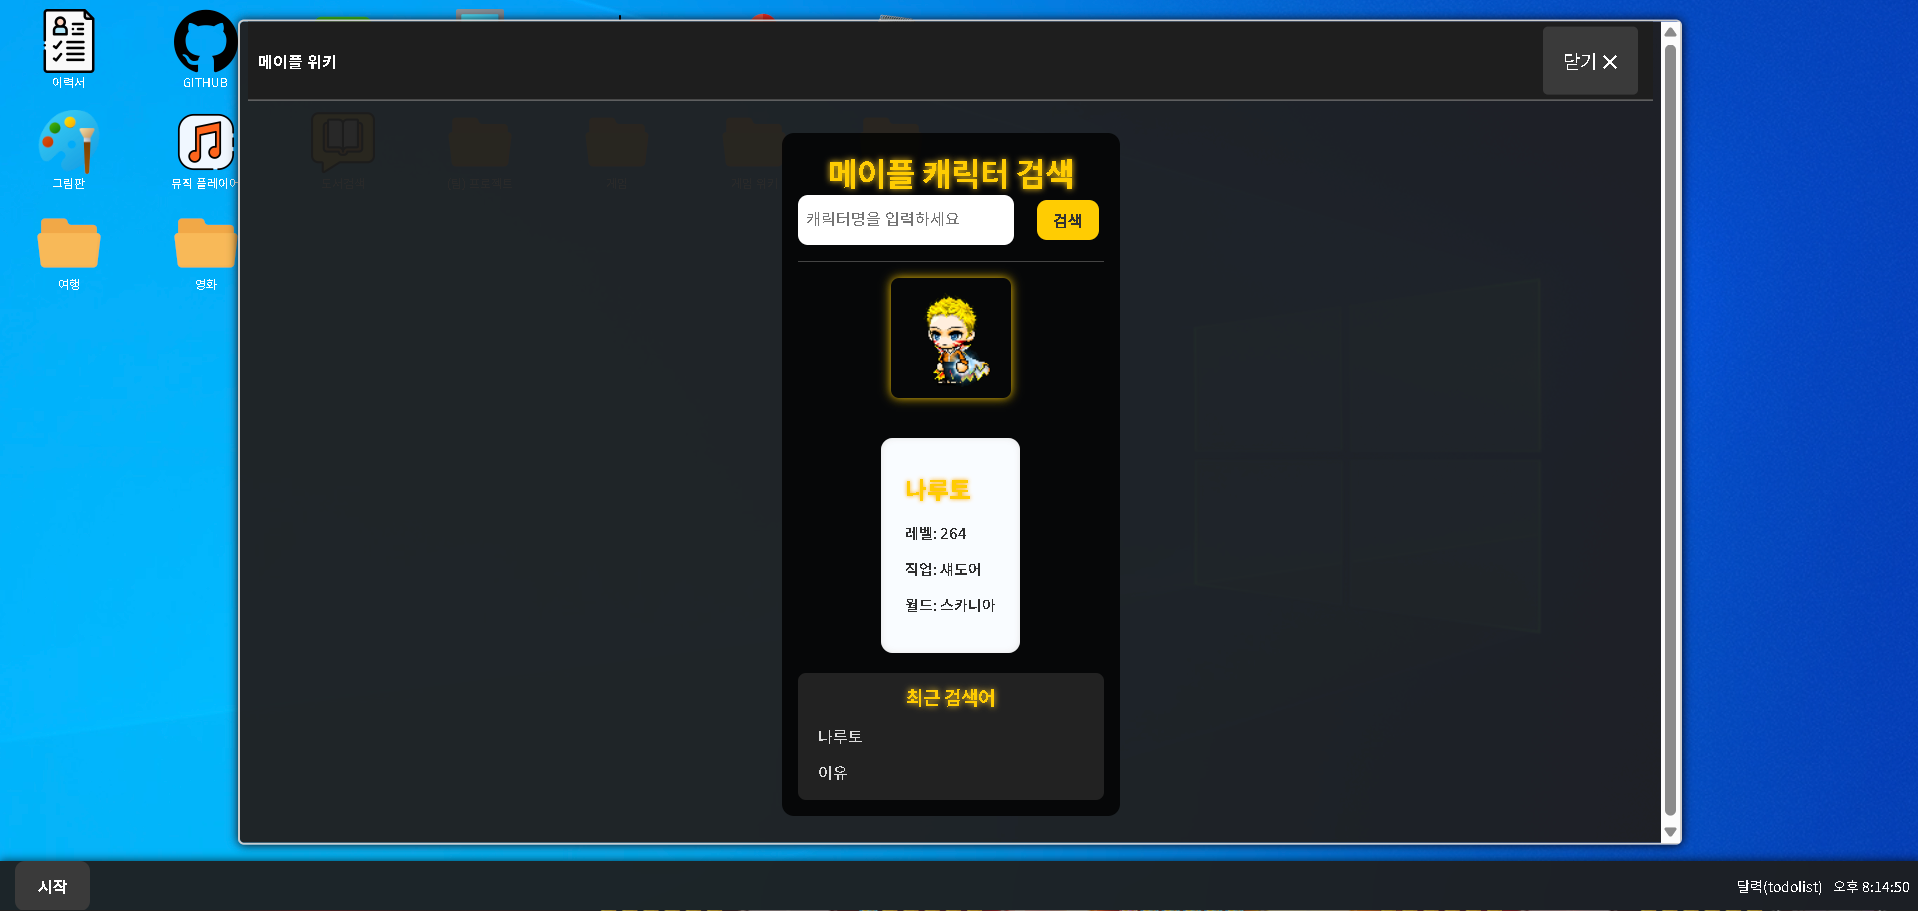 이력서
GITHUB
그림판
뮤직 플레이어
여행
영화
메이플 위키
닫기 ✕
메이플 캐릭터 검색
캐릭터명을 입력하세요
검색
나루토
레벨: 264
직업: 섀도어
월드: 스카니아
최근 검색어
나루토
이유
시작
달력(todolist) 오후 8:14:50